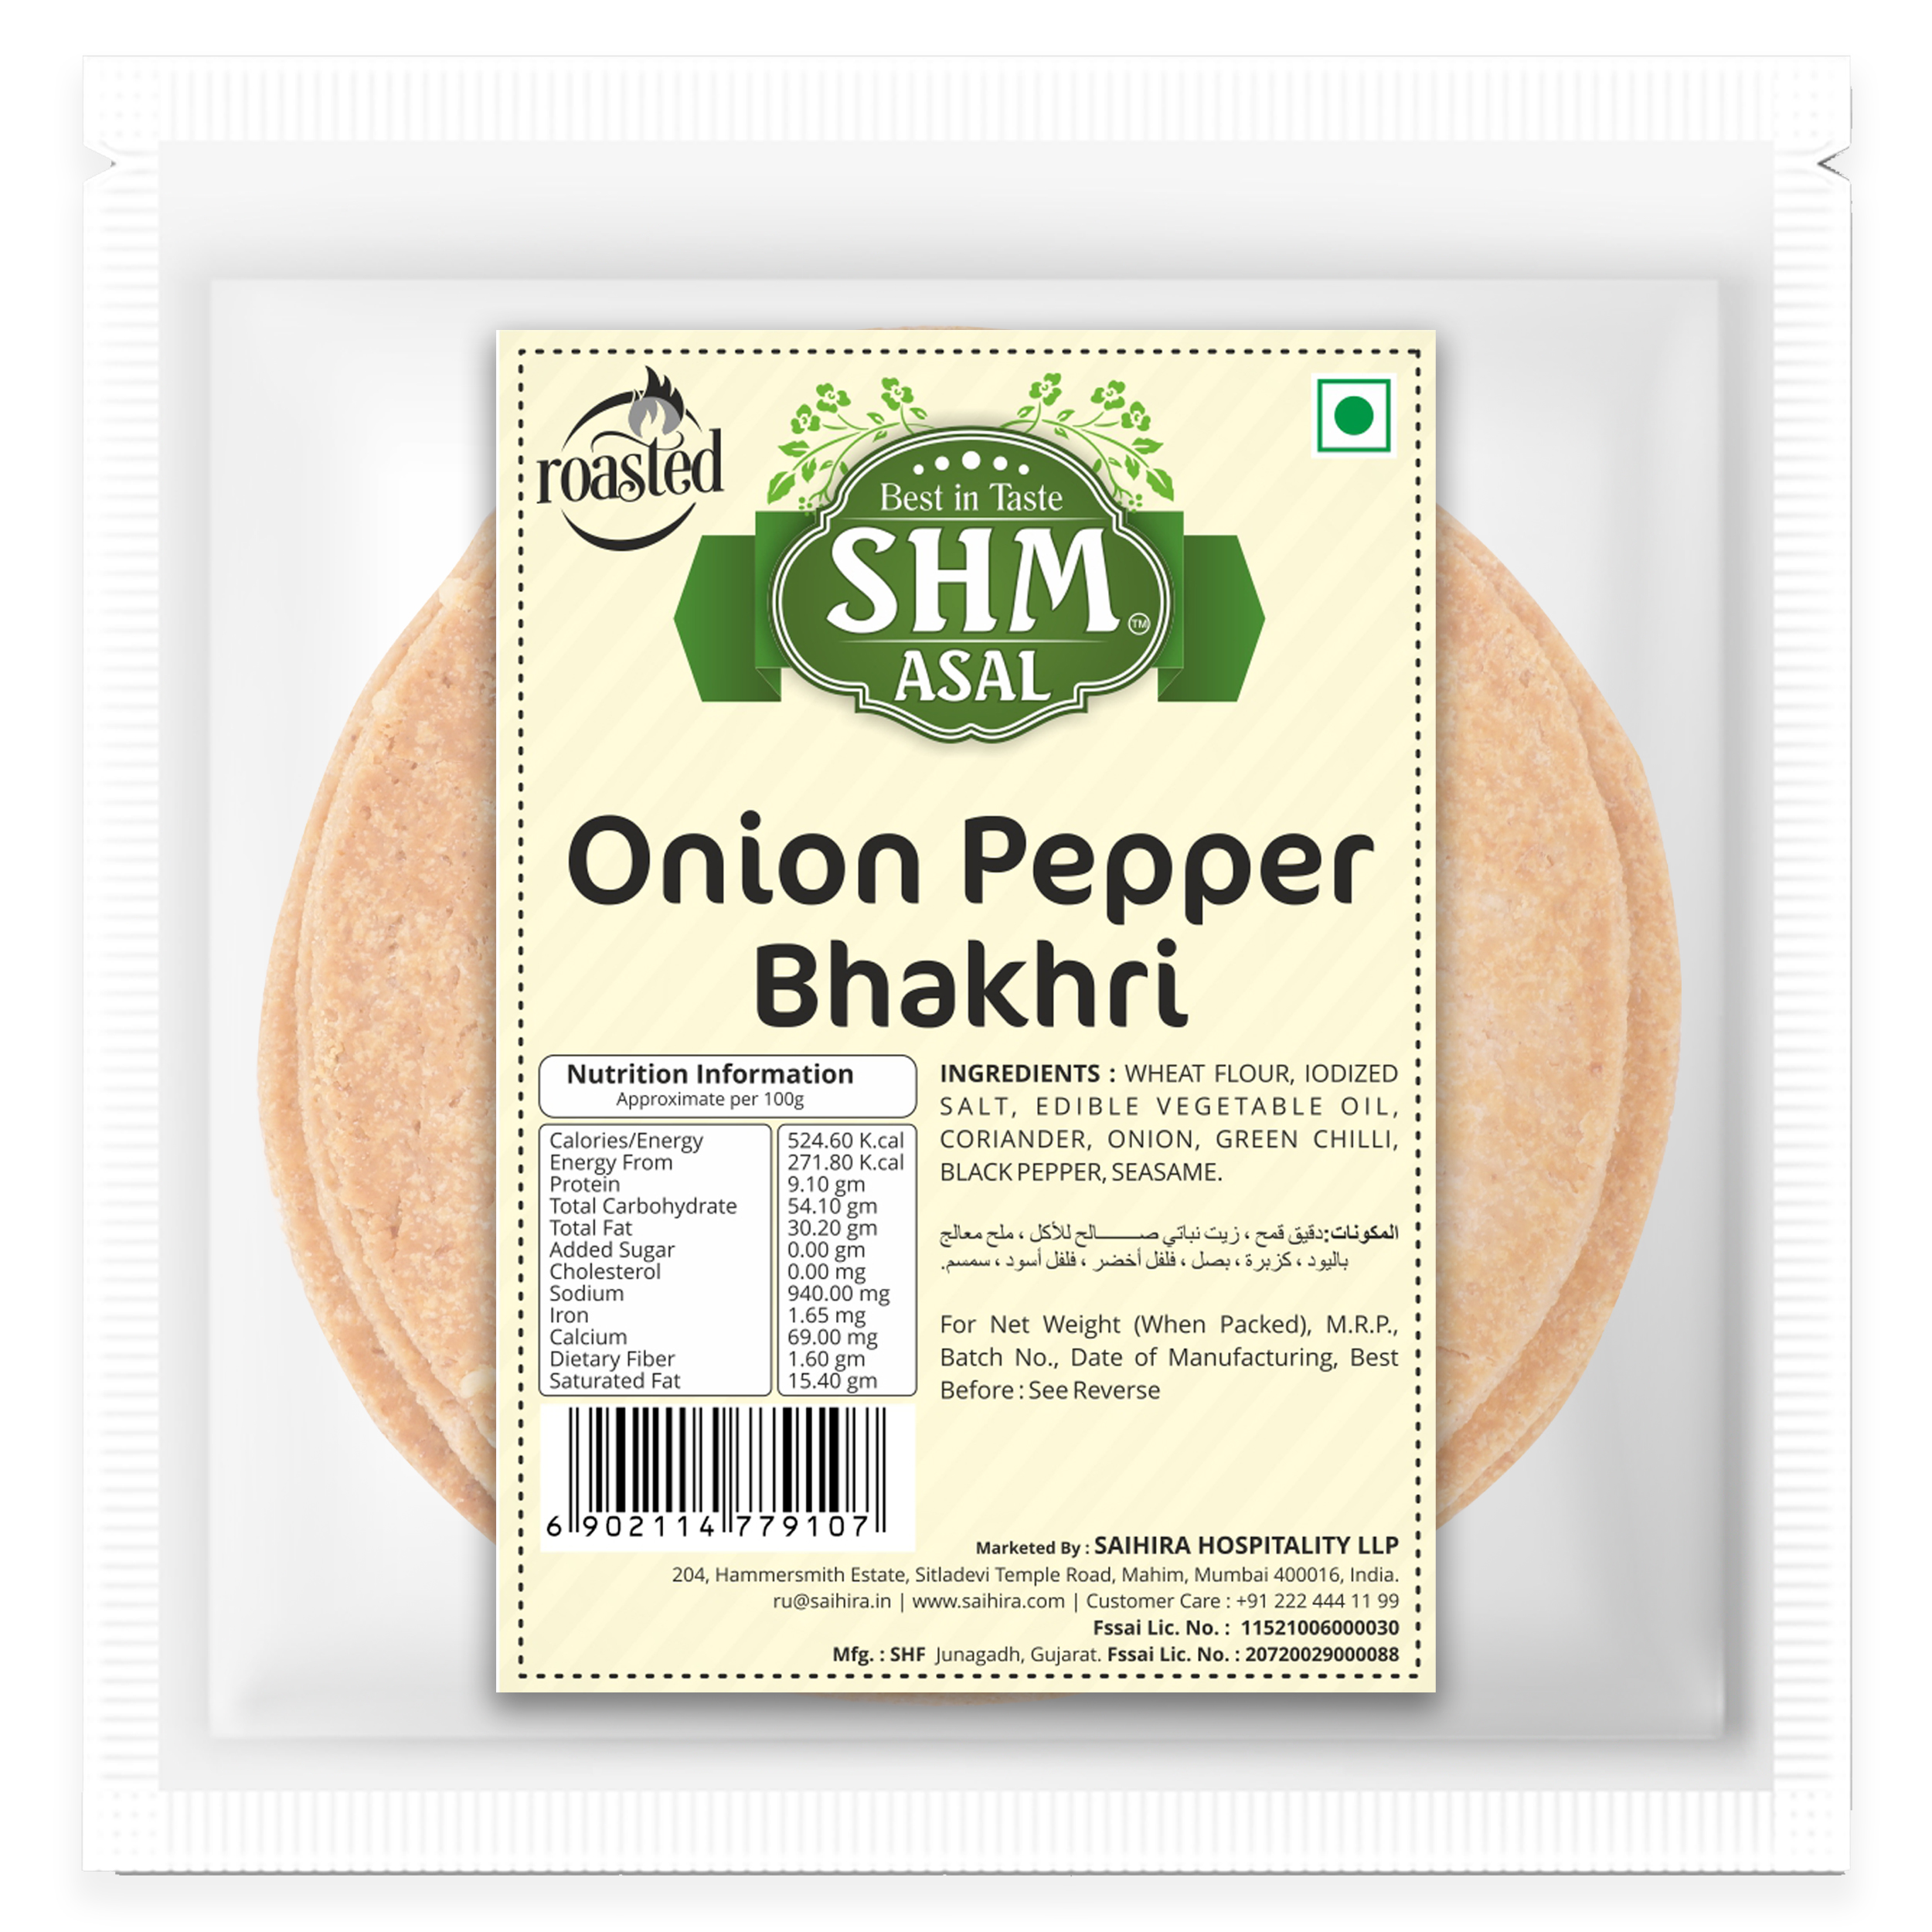 roasted
Best in Taste
SHM
TM
ASAL
Onion Pepper
Bhakhri
Nutrition Information
Approximate per 100g
Calories/Energy 524.60 K.cal
Energy From 271.80 K.cal
Protein 9.10 gm
Total Carbohydrate 54.10 gm
Total Fat 30.20 gm
Added Sugar 0.00 gm
Cholesterol 0.00 mg
Sodium 940.00 mg
Iron 1.65 mg
Calcium 69.00 mg
Dietary Fiber 1.60 gm
Saturated Fat 15.40 gm
6 902114 779107
INGREDIENTS : WHEAT FLOUR, IODIZED
SALT, EDIBLE VEGETABLE OIL,
CORIANDER, ONION, GREEN CHILLI,
BLACK PEPPER, SEASAME.
المكونات:دقيق قمح ، زيت نباتي صـــــــالح للأكل ، ملح معالج
باليود ، كزبرة ، بصل ، فلفل أخضر ، فلفل أسود ، سمسم.
For Net Weight (When Packed), M.R.P.,
Batch No., Date of Manufacturing, Best
Before : See Reverse
Marketed By : SAIHIRA HOSPITALITY LLP
204, Hammersmith Estate, Sitladevi Temple Road, Mahim, Mumbai 400016, India.
ru@saihira.in | www.saihira.com | Customer Care : +91 222 444 11 99
Fssai Lic. No. : 11521006000030
Mfg. : SHF Junagadh, Gujarat. Fssai Lic. No. : 20720029000088